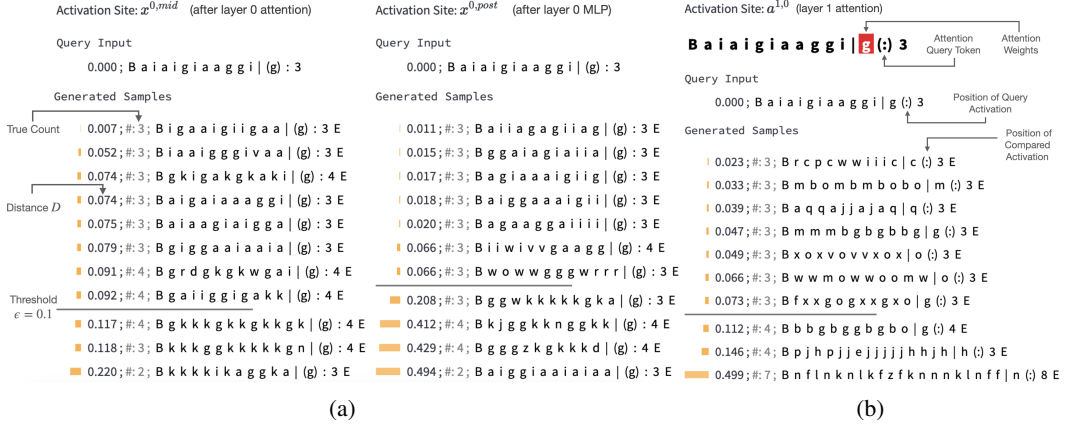 Activation Site: x^{0,mid} (after layer 0 attention)
Query Input
0.000; B a i a i g i a a g g i | (g) : 3
Generated Samples
True Count
0.007; #: 3; B i g a a i g i i g a a | (g) : 3 E
0.052; #: 3; B i a a i g g g i v a a | (g) : 3 E
0.074; #: 3; B g k i g a k g k a k i | (g) : 4 E
Distance D
0.074; #: 3; B a i g a i a a a g g i | (g) : 3 E
0.075; #: 3; B a i g a i a a g i a g | (g) : 3 E
0.079; #: 3; B g i g g a a i a a i a | (g) : 3 E
0.091; #: 4; B g r d g k g k w g a i | (g) : 4 E
0.092; #: 4; B g a i i g g i g a k k | (g) : 4 E
Threshold
ϵ = 0.1
0.117; #: 4; B g k k k g k k g k k g k | (g) : 4 E
0.118; #: 3; B k k k g g k k k k k g n | (g) : 4 E
0.220; #: 2; B k k k k i k a g g k a | (g) : 3 E
(a)
Activation Site: x^{0,post} (after layer 0 MLP)
Query Input
0.000; B a i a i g i a a g g i | (g) : 3
Generated Samples
0.011; #: 3; B a i i a g a g i i a g | (g) : 3 E
0.015; #: 3; B g g a i a g i a i i a | (g) : 3 E
0.017; #: 3; B a g i a a a i g i i g | (g) : 3 E
0.018; #: 3; B a i g g a a a i g i i | (g) : 3 E
0.020; #: 3; B a g a a g g a i i i i | (g) : 3 E
0.066; #: 3; B i i w i v v g a a g g | (g) : 4 E
0.066; #: 3; B w o w w g g g w r r r | (g) : 3 E
0.208; #: 3; B g g w k k k k k g k a | (g) : 3 E
0.412; #: 4; B k j g g k k n g g k k | (g) : 4 E
0.429; #: 4; B g g g z k g k k k d | (g) : 4 E
0.494; #: 2; B a i g g i a a i a i a a | (g) : 3 E
Activation Site: a^{1,0} (layer 1 attention)
B a i a i g i a a g g i | g (:) 3
Attention
Query Token
Attention
Weights
Query Input
0.000; B a i a i g i a a g g i | g (:) 3
Position of Query
Activation
Generated Samples
Position of
Compared
Activation
0.023; #: 3; B r c p c w w i i i c | c (:) 3 E
0.033; #: 3; B m b o m b m b o b o | m (:) 3 E
0.039; #: 3; B a q q a j j a j a q | q (:) 3 E
0.047; #: 3; B m m m b g b g b b g | g (:) 3 E
0.049; #: 3; B x o x v o v v x o x | o (:) 3 E
0.066; #: 3; B w w m o w w o o m w | o (:) 3 E
0.073; #: 3; B f x x g o g x x g x o | g (:) 3 E
0.112; #: 4; B b b g b g g b g b o | g (:) 4 E
0.146; #: 4; B p j h p j j e j j j j j h h j h | h (:) 3 E
0.499; #: 7; B n f l n k n l k f z f k n n n k l n f f | n (:) 8 E
(b)